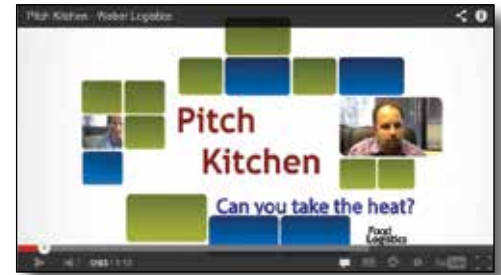 Pitch Kitchen - Weber Logistics
Pitch
Kitchen
Can you take the heat?
Food
Logistics